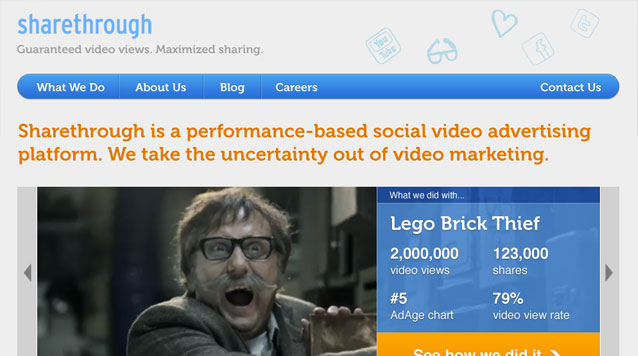 sharethrough
Guaranteed video views. Maximized sharing.
You
Tube
f
t
What We Do
About Us
Blog
Careers
Contact Us
Sharethrough is a performance-based social video advertising
platform. We take the uncertainty out of video marketing.
What we did with...
Lego Brick Thief
2,000,000
video views
123,000
shares
#5
AdAge chart
79%
video view rate
See how we did it